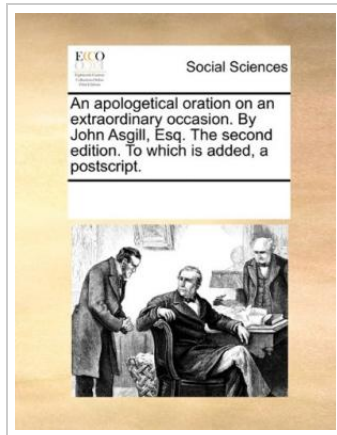 ECCO
Social Sciences
An apologetical oration on an
extraordinary occasion. By
John Asgill, Esq. The second
edition. To which is added, a
postscript.